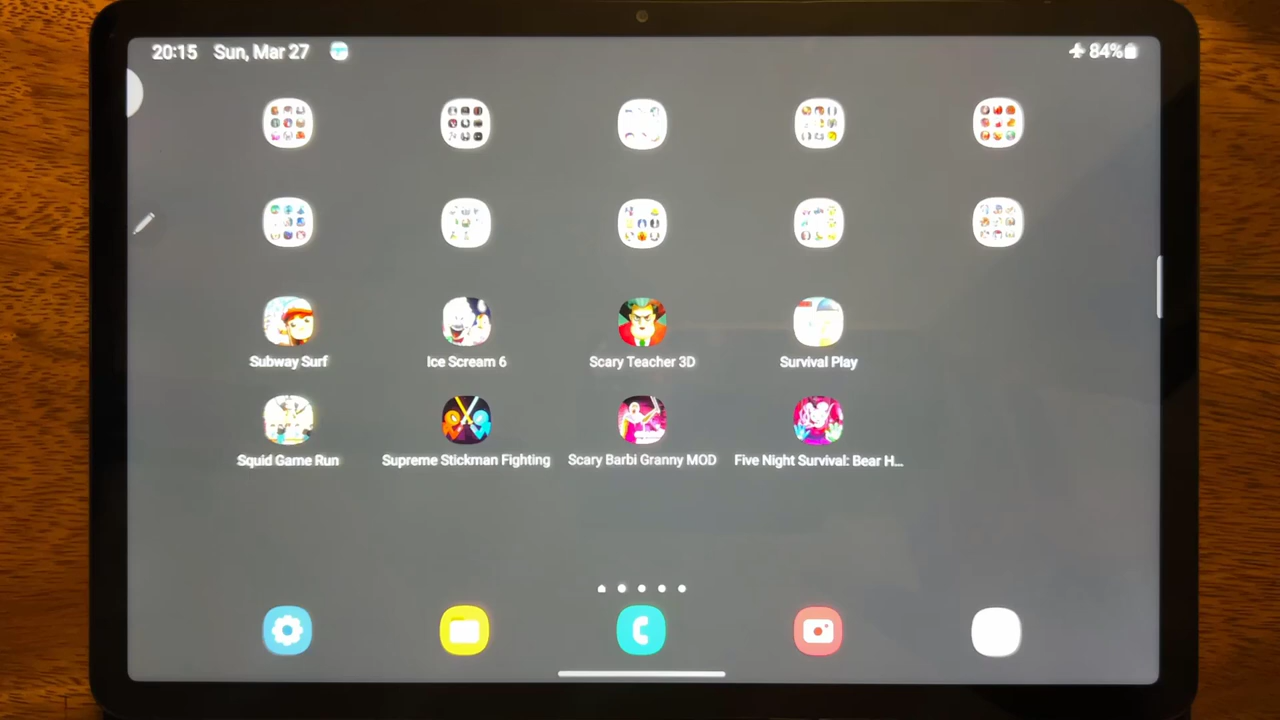 20:15 Sun, Mar 27 84%
Subway Surf Ice Scream 6 Scary Teacher 3D Survival Play
Squid Game Run Supreme Stickman Fighting Scary Barbi Granny MOD Five Night Survival: Bear H...